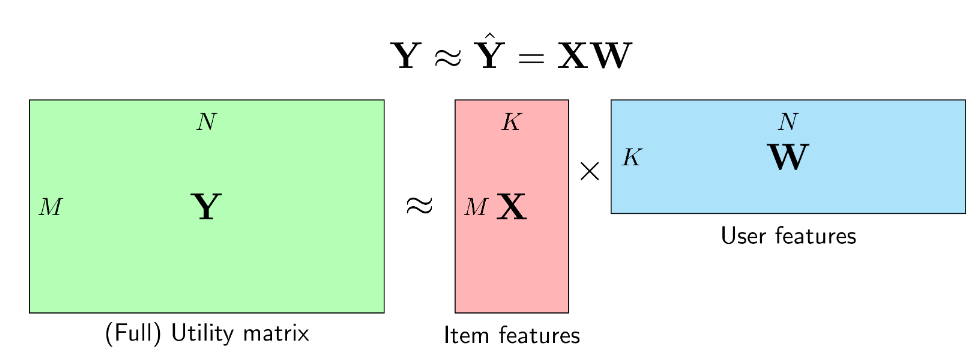 Y ≈ Ŷ = XW
N
K
N
M
Y
≈
M
X
×
K
W
User features
(Full) Utility matrix
Item features